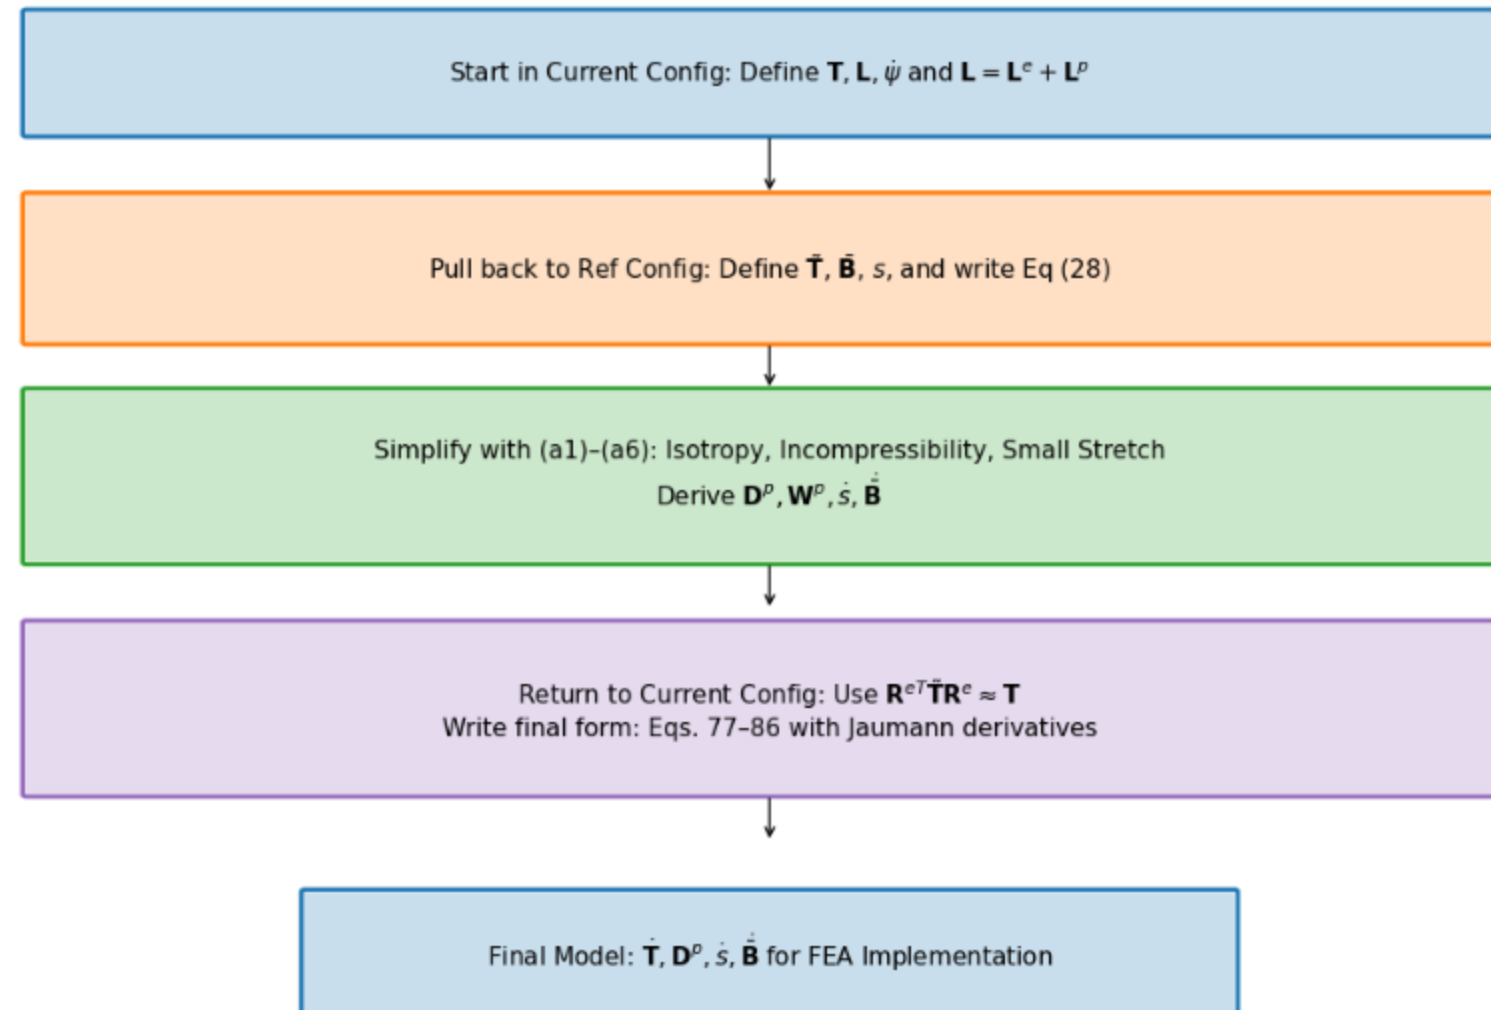 Start in Current Config: Define T, L, ψ̇ and L = Lᵉ + Lᵖ
Pull back to Ref Config: Define T̄, B̄, s, and write Eq (28)
Simplify with (a1)–(a6): Isotropy, Incompressibility, Small Stretch
Derive Dᵖ, Wᵖ, ṡ, B̄̇
Return to Current Config: Use RᵉᵀT̄Rᵉ ≈ T
Write final form: Eqs. 77–86 with Jaumann derivatives
Final Model: Ṫ, Dᵖ, ṡ, B̄̇ for FEA Implementation